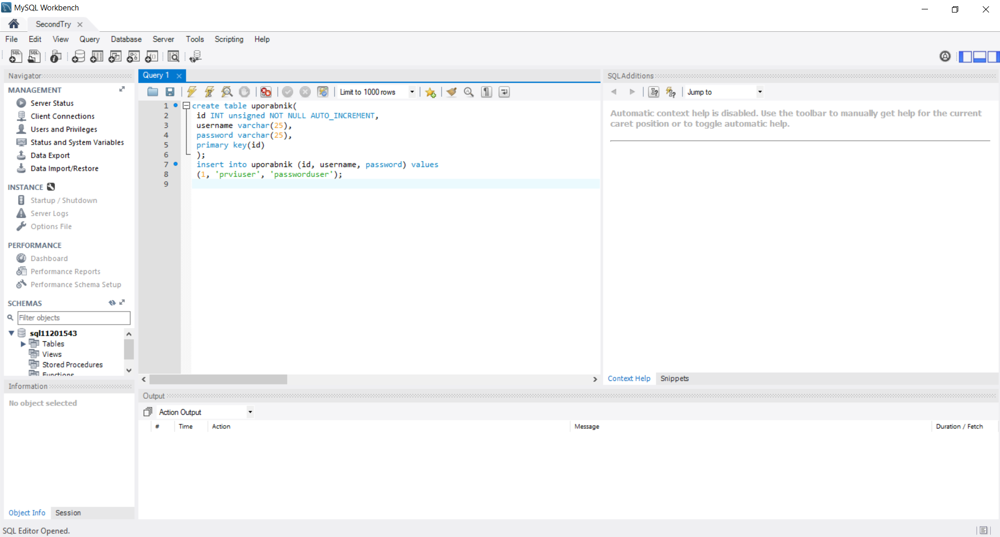 MySQL Workbench
SecondTry
File Edit View Query Database Server Tools Scripting Help
SQL SQL
Navigator
MANAGEMENT
Server Status
Client Connections
Users and Privileges
Status and System Variables
Data Export
Data Import/Restore
INSTANCE
Startup / Shutdown
Server Logs
Options File
PERFORMANCE
Dashboard
Performance Reports
Performance Schema Setup
SCHEMAS
Filter objects
sql11201543
Tables
Views
Stored Procedures
Functions
Information
No object selected
Object Info Session
Query 1
Limit to 1000 rows
1 create table uporabnik(
2 id INT unsigned NOT NULL AUTO_INCREMENT,
3 username varchar(25),
4 password varchar(25),
5 primary key(id)
6 );
7 insert into uporabnik (id, username, password) values
8 (1, 'prviuser', 'passworduser');
9
SQLAdditions
Jump to
Automatic context help is disabled. Use the toolbar to manually get help for the current
caret position or to toggle automatic help.
Context Help Snippets
Output
Action Output
# Time Action Message Duration / Fetch
SQL Editor Opened.